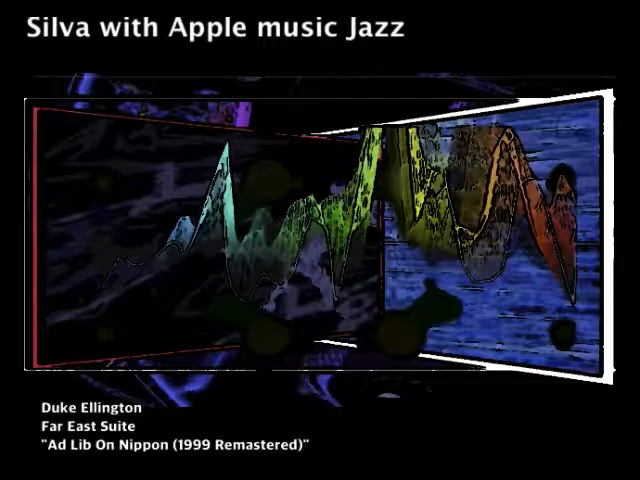 Silva with Apple music Jazz
Duke Ellington
Far East Suite
"Ad Lib On Nippon (1999 Remastered)"